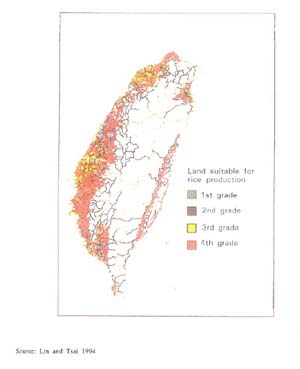 Land suitable for
rice production
1st grade
2nd grade
3rd grade
4th grade
Source: Lin and Tsai 1994